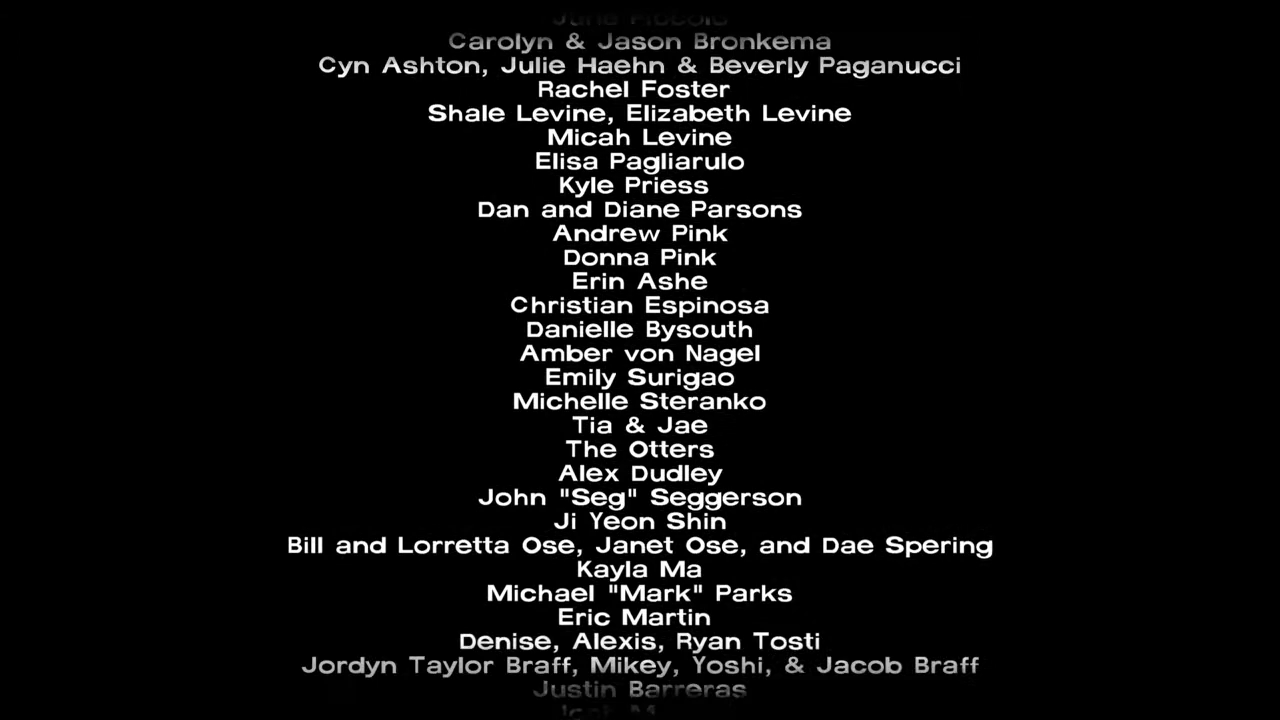 Carolyn & Jason Bronkema
Cyn Ashton, Julie Haehn & Beverly Paganucci
Rachel Foster
Shale Levine, Elizabeth Levine
Micah Levine
Elisa Pagliarulo
Kyle Priess
Dan and Diane Parsons
Andrew Pink
Donna Pink
Erin Ashe
Christian Espinosa
Danielle Bysouth
Amber von Nagel
Emily Surigao
Michelle Steranko
Tia & Jae
The Otters
Alex Dudley
John "Seg" Seggerson
Ji Yeon Shin
Bill and Lorretta Ose, Janet Ose, and Dae Spering
Kayla Ma
Michael "Mark" Parks
Eric Martin
Denise, Alexis, Ryan Tosti
Jordyn Taylor Braff, Mikey, Yoshi, & Jacob Braff
Justin Barreras